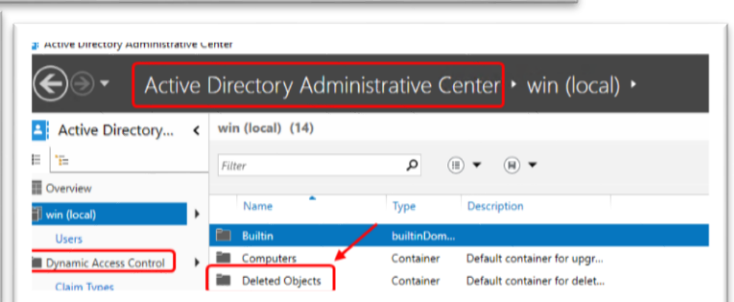 Active Directory Administrative Center
Active Directory Administrative Center • win (local) •
Active Directory...
win (local) (14)
Filter
Overview
Name Type Description
win (local)
Builtin builtinDom...
Users
Computers Container Default container for upgr...
Dynamic Access Control
Deleted Objects Container Default container for delet...
Claim Types